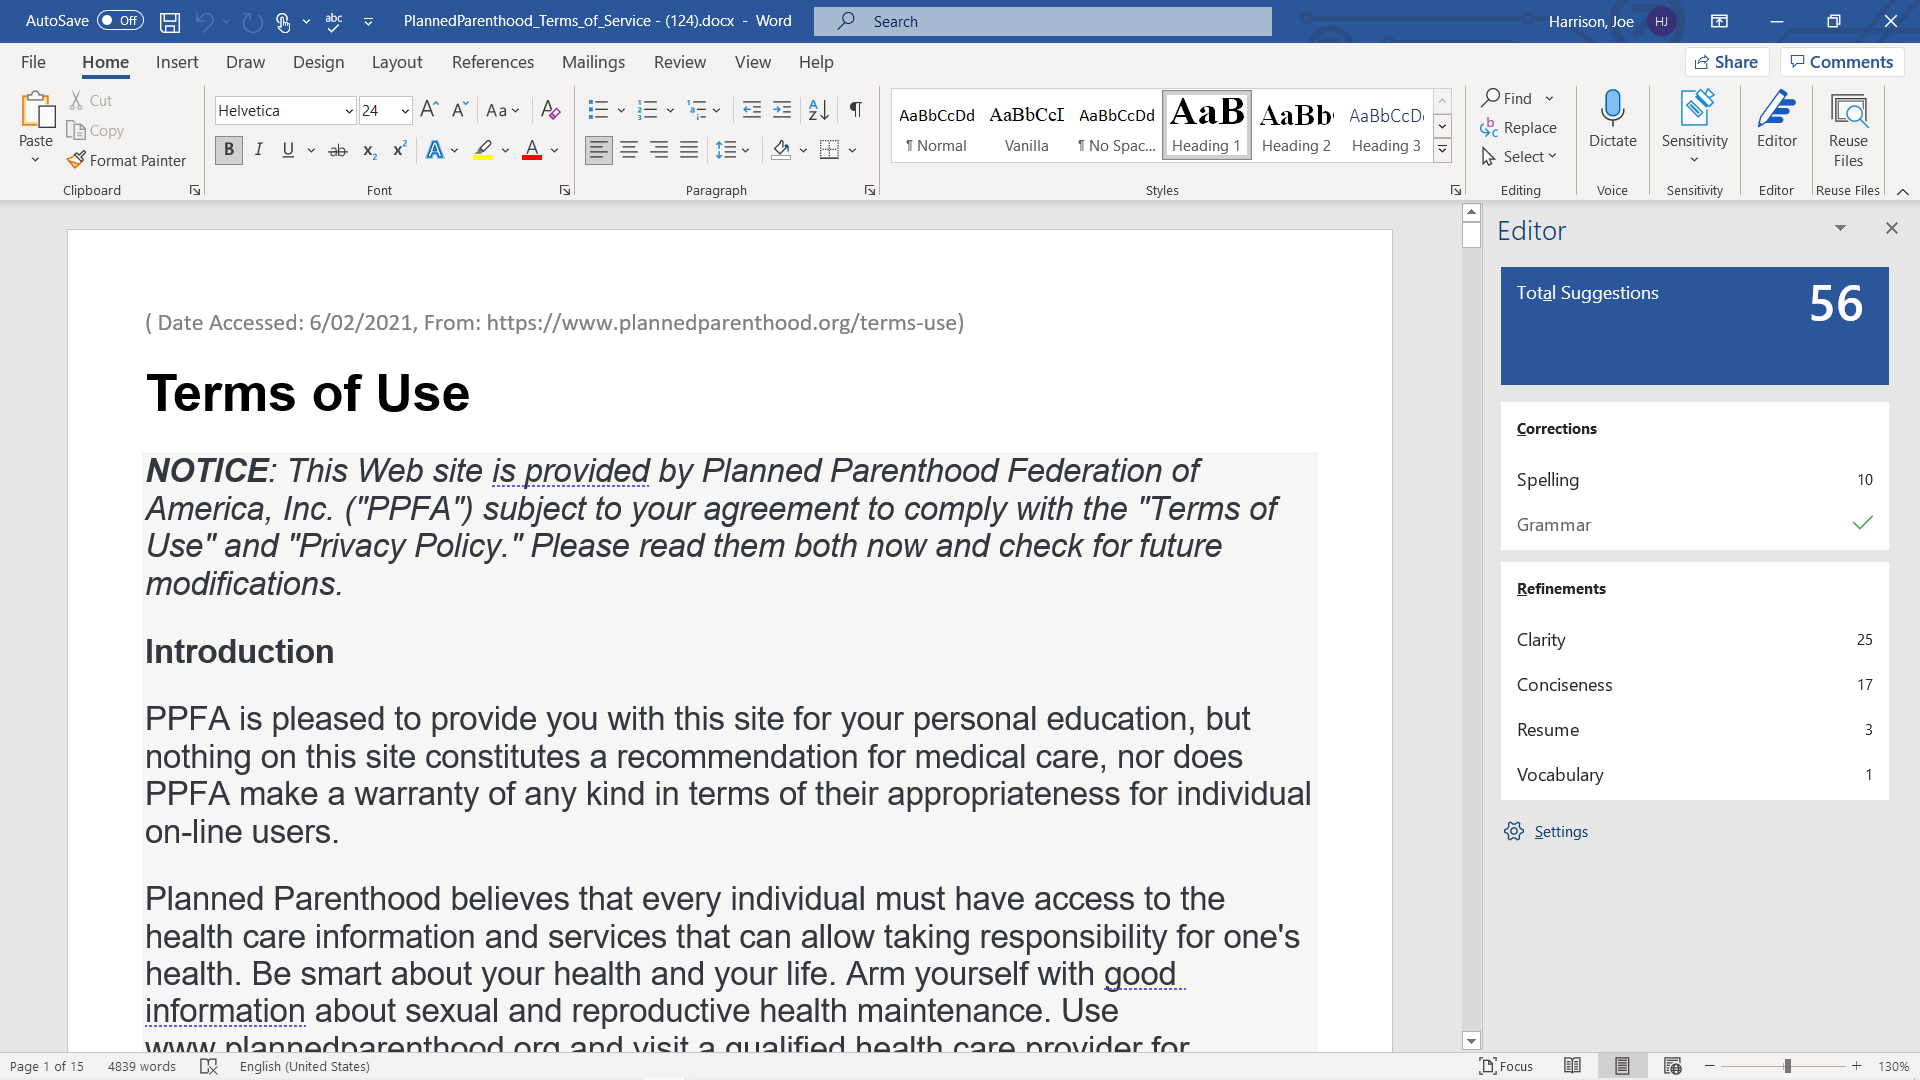 AutoSave Off PlannedParenthood_Terms_of_Service - (124).docx - Word Search Harrison, Joe HJ
File Home Insert Draw Design Layout References Mailings Review View Help Share Comments
Paste Cut Copy Format Painter Clipboard
Helvetica 24 Aa B I U ab x₂ x² A A Font
Paragraph
AaBbCcDd ¶ Normal
AaBbCcI Vanilla
AaBbCcDd ¶ No Spac...
AaB Heading 1
AaBb Heading 2
AaBbCcD Heading 3
Styles
Find Replace Select Editing
Dictate Voice
Sensitivity Sensitivity
Editor Editor
Reuse Files Reuse Files
( Date Accessed: 6/02/2021, From: https://www.plannedparenthood.org/terms-use)
Terms of Use
NOTICE: This Web site is provided by Planned Parenthood Federation of
America, Inc. ("PPFA") subject to your agreement to comply with the "Terms of
Use" and "Privacy Policy." Please read them both now and check for future
modifications.
Introduction
PPFA is pleased to provide you with this site for your personal education, but
nothing on this site constitutes a recommendation for medical care, nor does
PPFA make a warranty of any kind in terms of their appropriateness for individual
on-line users.
Planned Parenthood believes that every individual must have access to the
health care information and services that can allow taking responsibility for one's
health. Be smart about your health and your life. Arm yourself with good
information about sexual and reproductive health maintenance. Use
www.plannedparenthood.org and visit a qualified health care provider for
Editor
Total Suggestions 56
Corrections
Spelling 10
Grammar
Refinements
Clarity 25
Conciseness 17
Resume 3
Vocabulary 1
Settings
Page 1 of 15 4839 words English (United States) Focus 130%